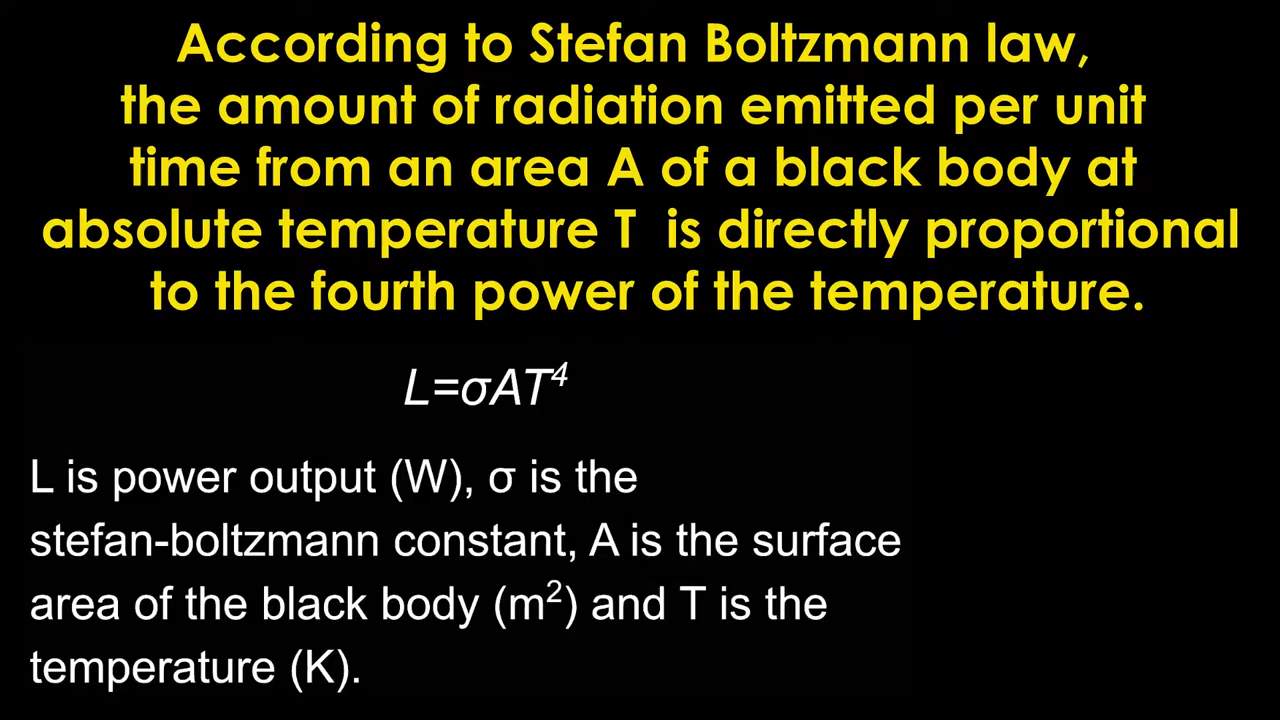 According to Stefan Boltzmann law,
the amount of radiation emitted per unit
time from an area A of a black body at
absolute temperature T  is directly proportional
to the fourth power of the temperature.
L=σAT⁴
L is power output (W), σ is the
stefan-boltzmann constant, A is the surface
area of the black body (m²) and T is the
temperature (K).